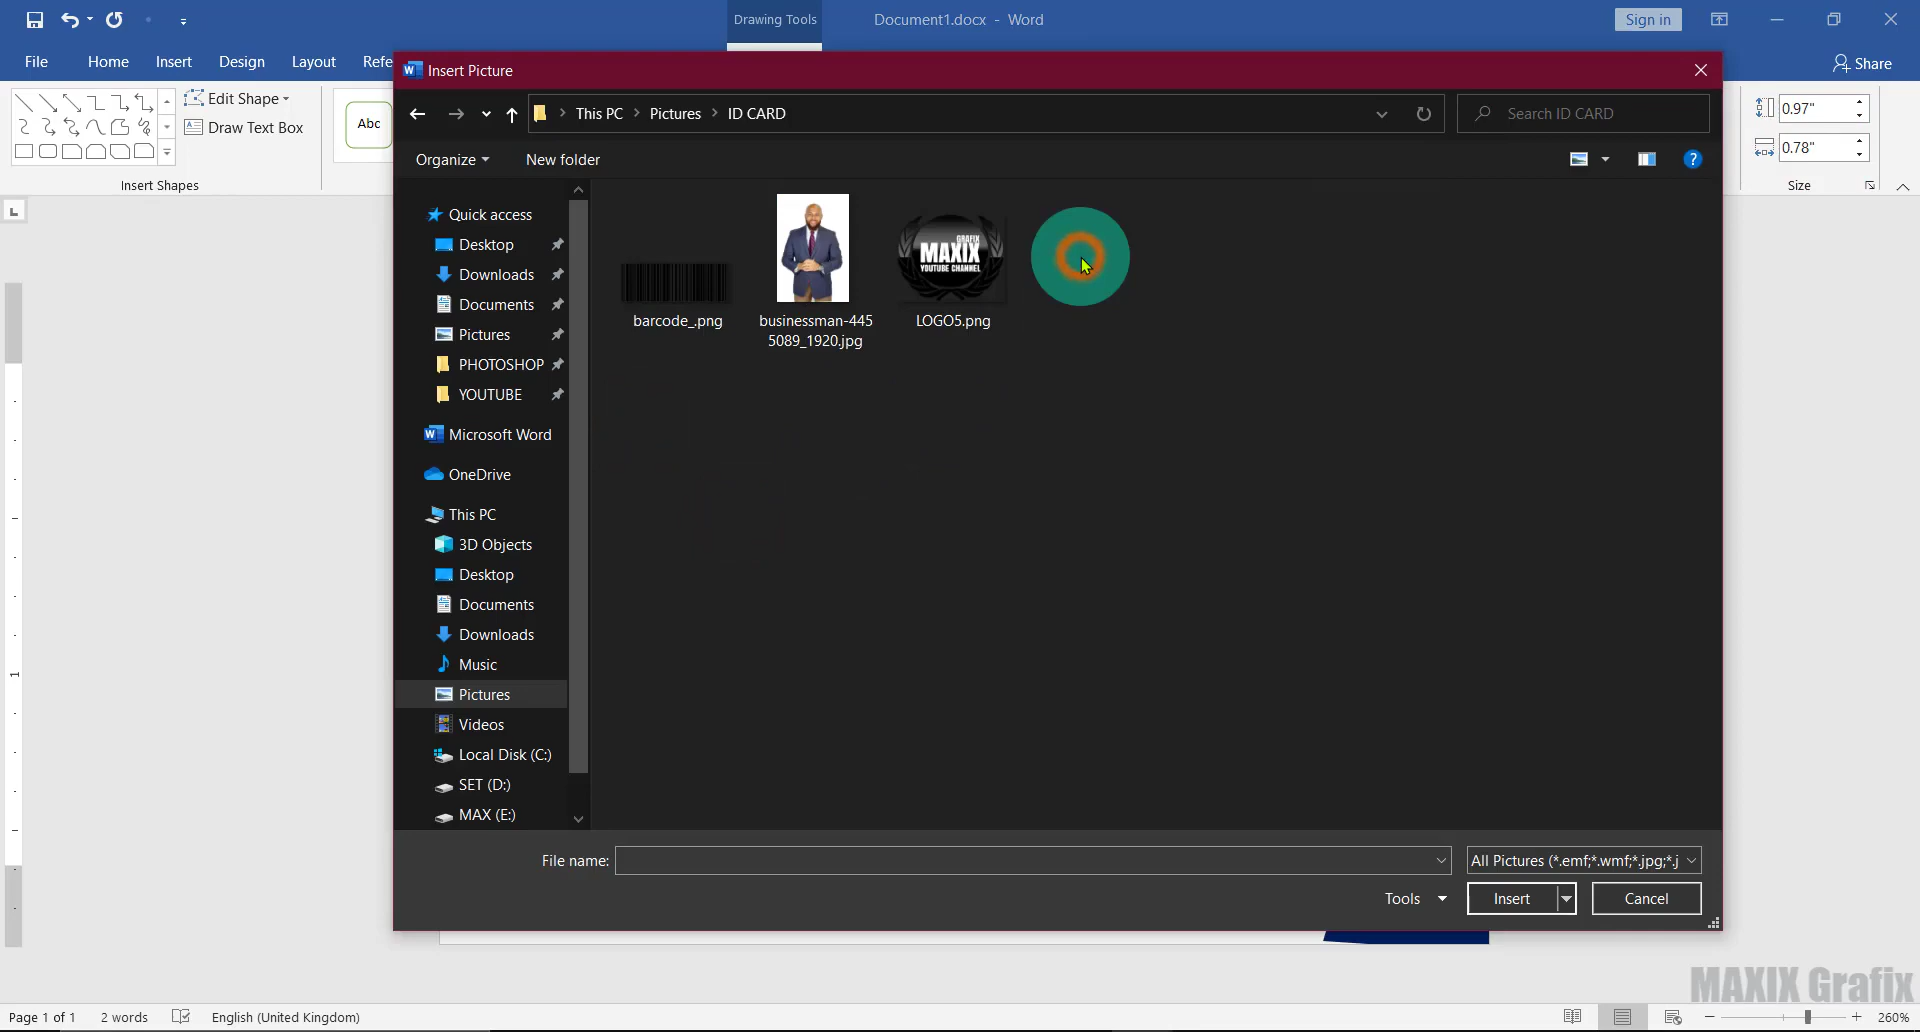 Drawing Tools
Document1.docx - Word
Sign in
File Home Insert Design Layout Refe
Share
Insert Picture
Edit Shape
Draw Text Box
Abc
Insert Shapes
0.97"
0.78"
Size
This PC Pictures ID CARD
Search ID CARD
Organize New folder
Quick access
Desktop
Downloads
Documents
Pictures
PHOTOSHOP
YOUTUBE
Microsoft Word
OneDrive
This PC
3D Objects
Desktop
Documents
Downloads
Music
Pictures
Videos
Local Disk (C:)
SET (D:)
MAX (E:)
GRAFIX
MAXIX
YOUTUBE CHANNEL
barcode_.png
businessman-445
5089_1920.jpg
LOGO5.png
File name:
All Pictures (*.emf;*.wmf;*.jpg;*.j
Tools
Insert
Cancel
1
MAXIX Grafix
Page 1 of 1 2 words English (United Kingdom)
260%